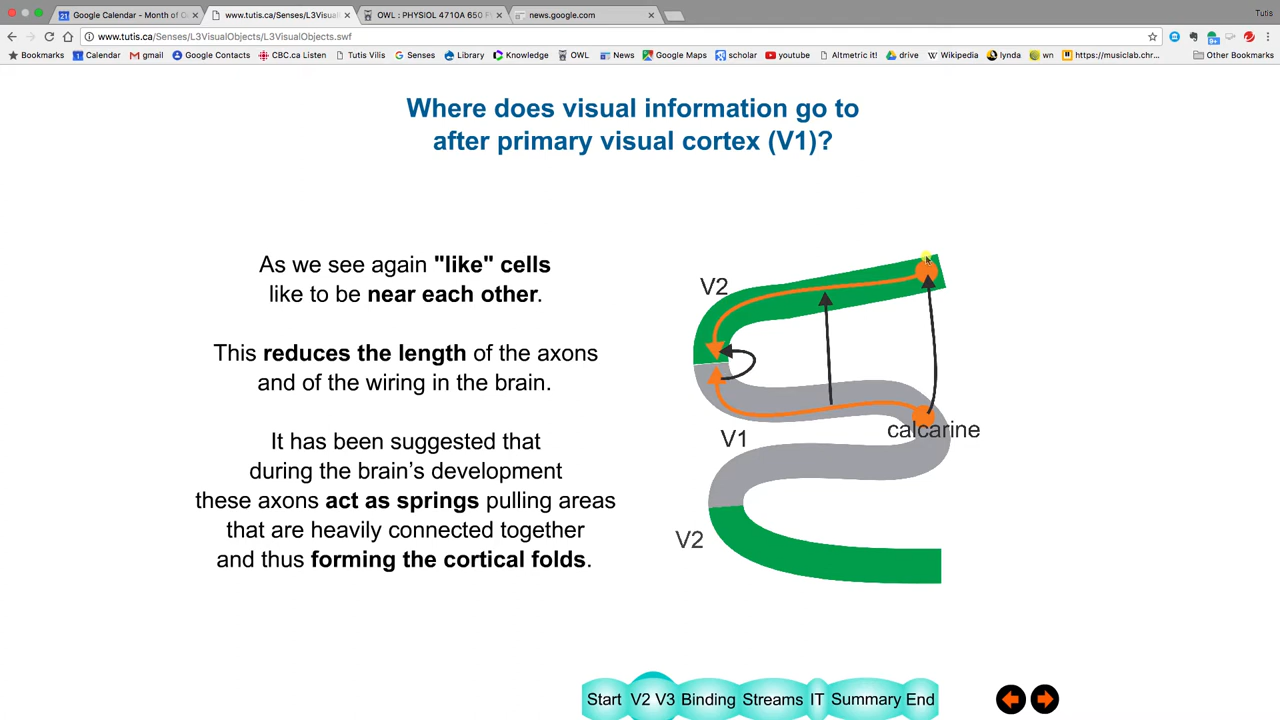 Google Calendar - Month of O
www.tutis.ca/Senses/L3Visual
OWL : PHYSIOL 4710A 650 F
news.google.com
Tutis
www.tutis.ca/Senses/L3VisualObjects/L3VisualObjects.swf
Bookmarks Calendar gmail Google Contacts CBC.ca Listen Tutis Vilis Senses Library Knowledge OWL News Google Maps scholar youtube Altmetric it! drive Wikipedia lynda wn https://musiclab.chr... Other Bookmarks
Where does visual information go to
after primary visual cortex (V1)?
As we see again "like" cells
like to be near each other.
This reduces the length of the axons
and of the wiring in the brain.
It has been suggested that
during the brain's development
these axons act as springs pulling areas
that are heavily connected together
and thus forming the cortical folds.
V2
calcarine
V1
V2
Start V2 V3 Binding Streams IT Summary End